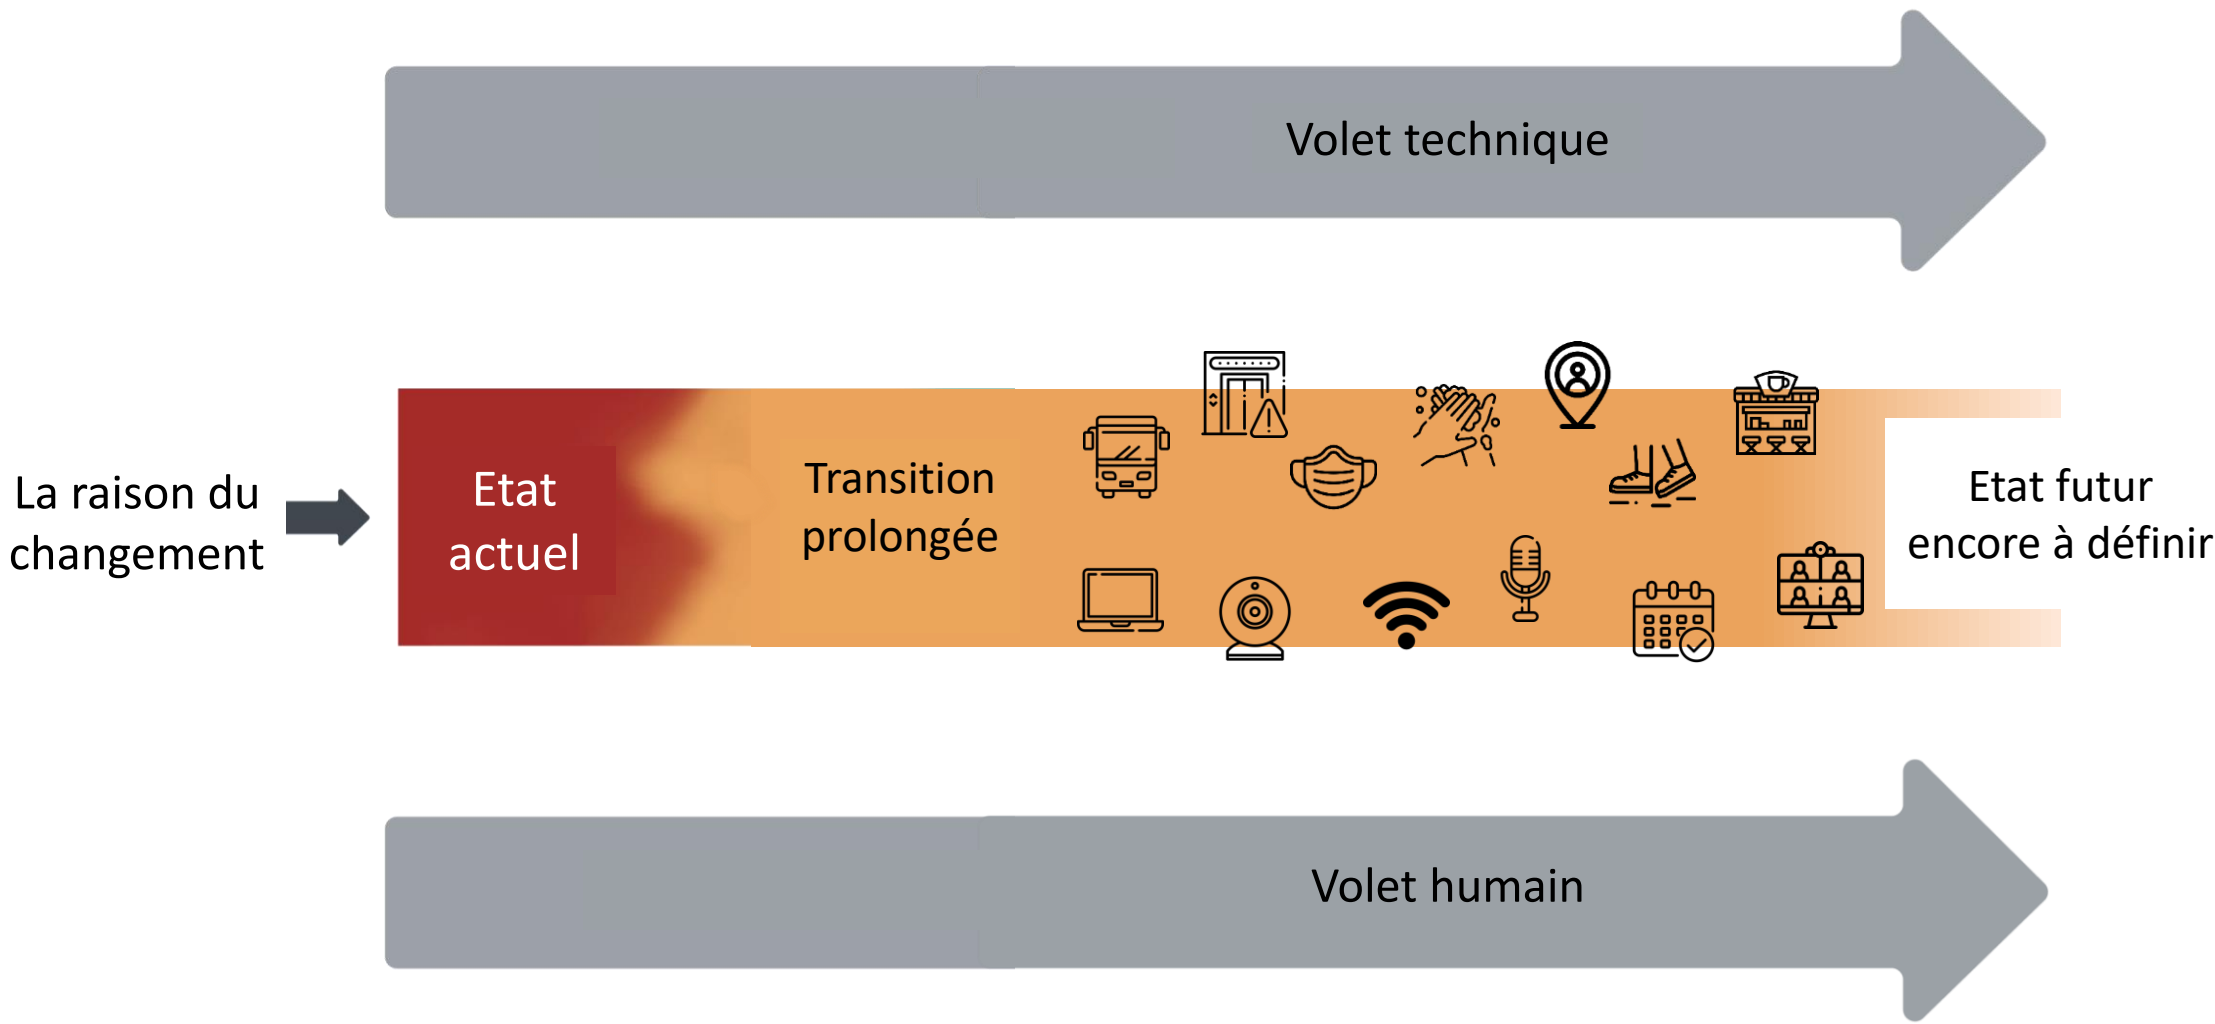 Volet technique
La raison du
changement
Etat
actuel
Transition
prolongée
Etat futur
encore à définir
Volet humain